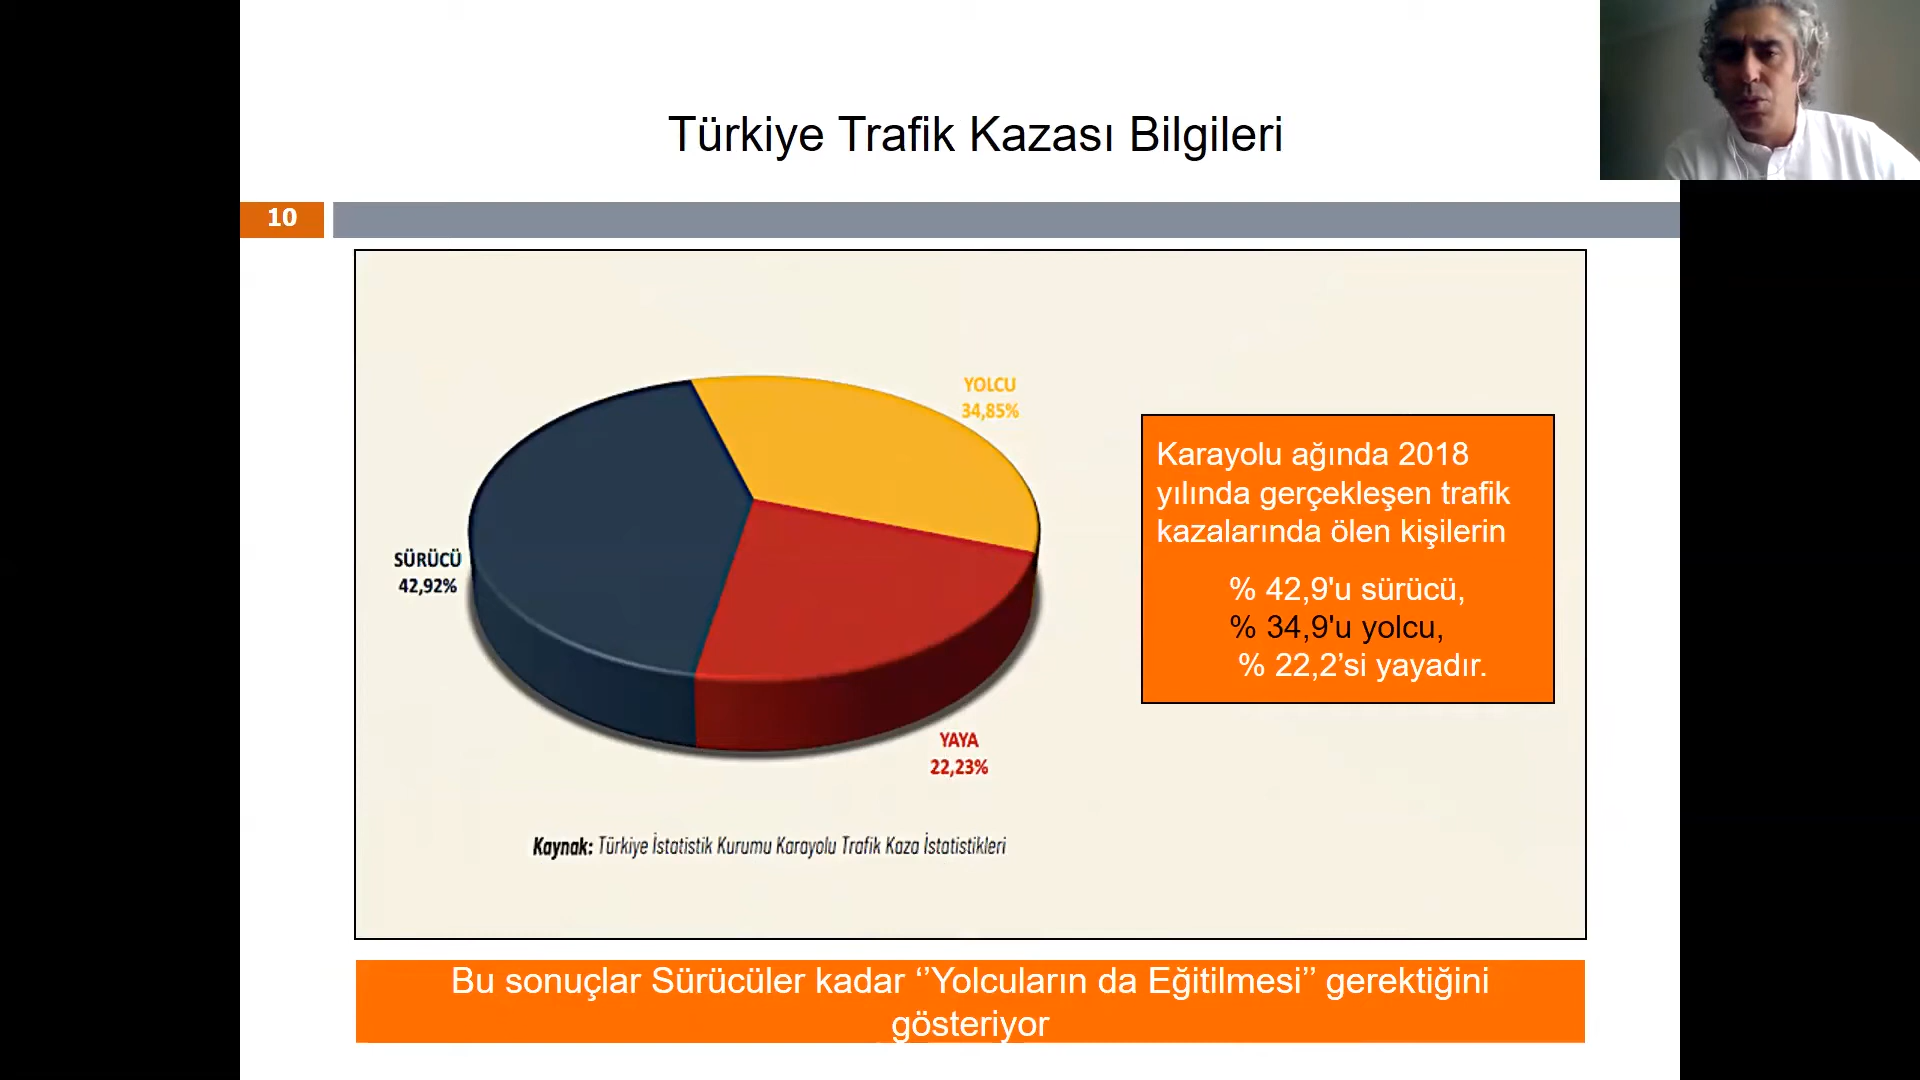 Türkiye Trafik Kazası Bilgileri
10
YOLCU
34,85%
SÜRÜCÜ
42,92%
YAYA
22,23%
Kaynak: Türkiye İstatistik Kurumu Karayolu Trafik Kaza İstatistikleri
Karayolu ağında 2018
yılında gerçekleşen trafik
kazalarında ölen kişilerin
% 42,9'u sürücü,
% 34,9'u yolcu,
% 22,2’si yayadır.
Bu sonuçlar Sürücüler kadar ‘’Yolcuların da Eğitilmesi’’ gerektiğini
gösteriyor